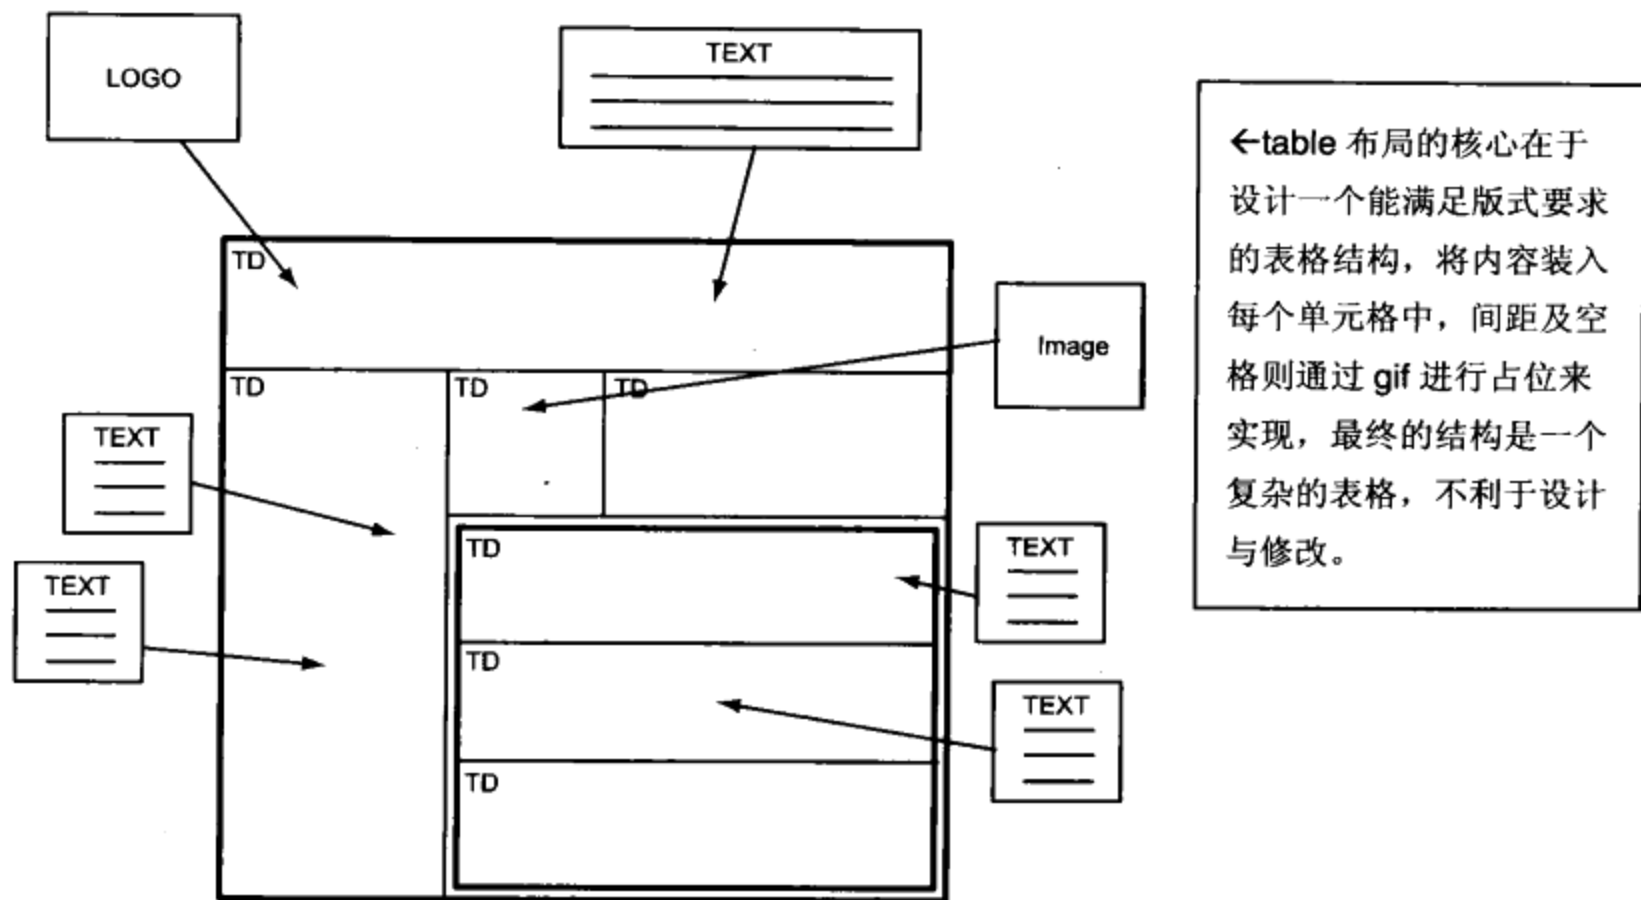 LOGO
TEXT
←table 布局的核心在于
设计一个能满足版式要求
的表格结构，将内容装入
每个单元格中，间距及空
格则通过 gif 进行占位来
实现，最终的结构是一个
复杂的表格，不利于设计
与修改。
TD
Image
TD
TD
TD
TEXT
TEXT
TD
TEXT
TD
TEXT
TD